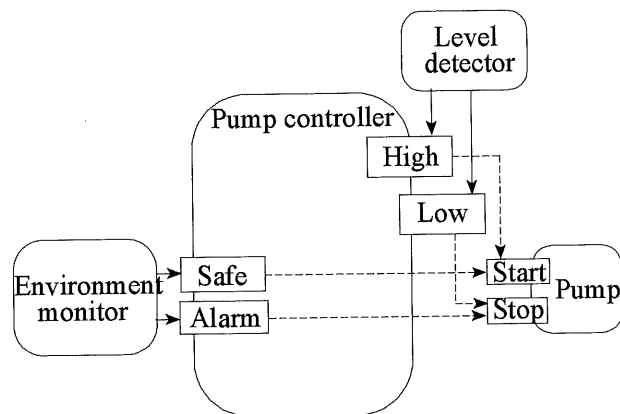 Level
detector
Pump controller
High
Low
Environment
monitor
Safe
Alarm
Start
Stop
Pump